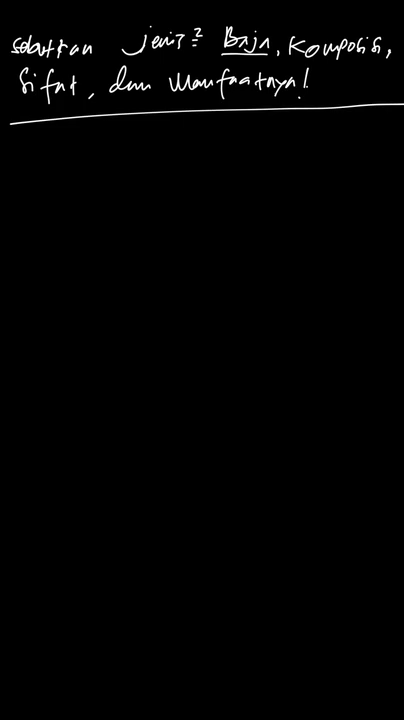 sebutkan jenis² Baja, Komposisi,
Sifat, dan Manfaatnya!